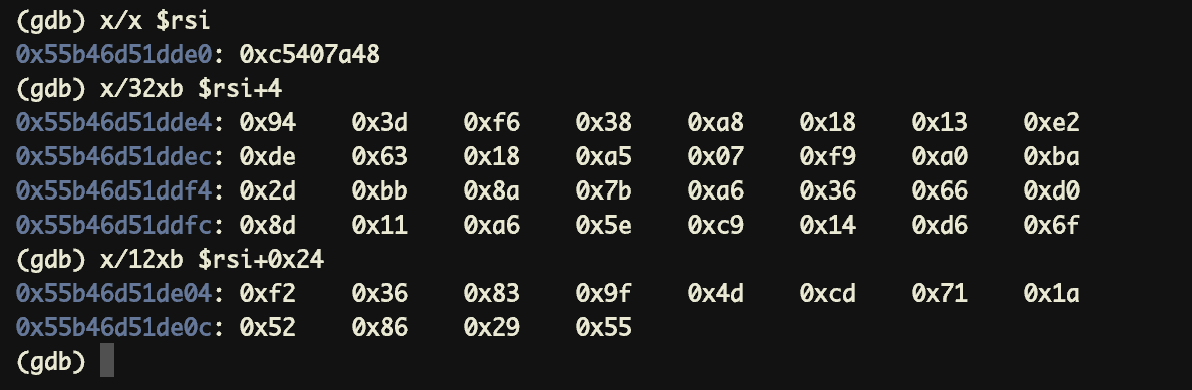 (gdb) x/x $rsi
0x55b46d51dde0: 0xc5407a48
(gdb) x/32xb $rsi+4
0x55b46d51dde4: 0x94 0x3d 0xf6 0x38 0xa8 0x18 0x13 0xe2
0x55b46d51ddec: 0xde 0x63 0x18 0xa5 0x07 0xf9 0xa0 0xba
0x55b46d51ddf4: 0x2d 0xbb 0x8a 0x7b 0xa6 0x36 0x66 0xd0
0x55b46d51ddfc: 0x8d 0x11 0xa6 0x5e 0xc9 0x14 0xd6 0x6f
(gdb) x/12xb $rsi+0x24
0x55b46d51de04: 0xf2 0x36 0x83 0x9f 0x4d 0xcd 0x71 0x1a
0x55b46d51de0c: 0x52 0x86 0x29 0x55
(gdb)